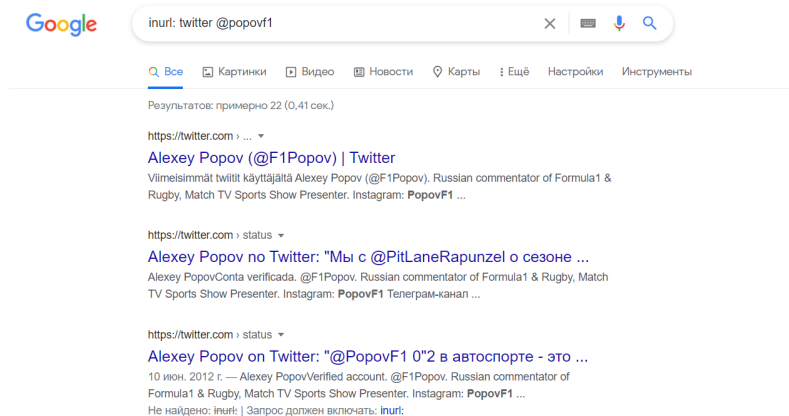 Google
inurl: twitter @popovf1
Все Картинки Видео Новости Карты Ещё Настройки Инструменты
Результатов: примерно 22 (0,41 сек.)
https://twitter.com › ...
Alexey Popov (@F1Popov) | Twitter
Viimeisimmät twiitit käyttäjältä Alexey Popov (@F1Popov). Russian commentator of Formula1 &
Rugby, Match TV Sports Show Presenter. Instagram: PopovF1 ...
https://twitter.com › status
Alexey Popov no Twitter: "Мы с @PitLaneRapunzel о сезоне ...
Alexey PopovConta verificada. @F1Popov. Russian commentator of Formula1 & Rugby, Match
TV Sports Show Presenter. Instagram: PopovF1 Телеграм-канал ...
https://twitter.com › status
Alexey Popov on Twitter: "@PopovF1 0"2 в автоспорте - это ...
10 июн. 2012 г. — Alexey PopovVerified account. @F1Popov. Russian commentator of
Formula1 & Rugby, Match TV Sports Show Presenter. Instagram: PopovF1 ...
Не найдено: inurl: | Запрос должен включать: inurl: